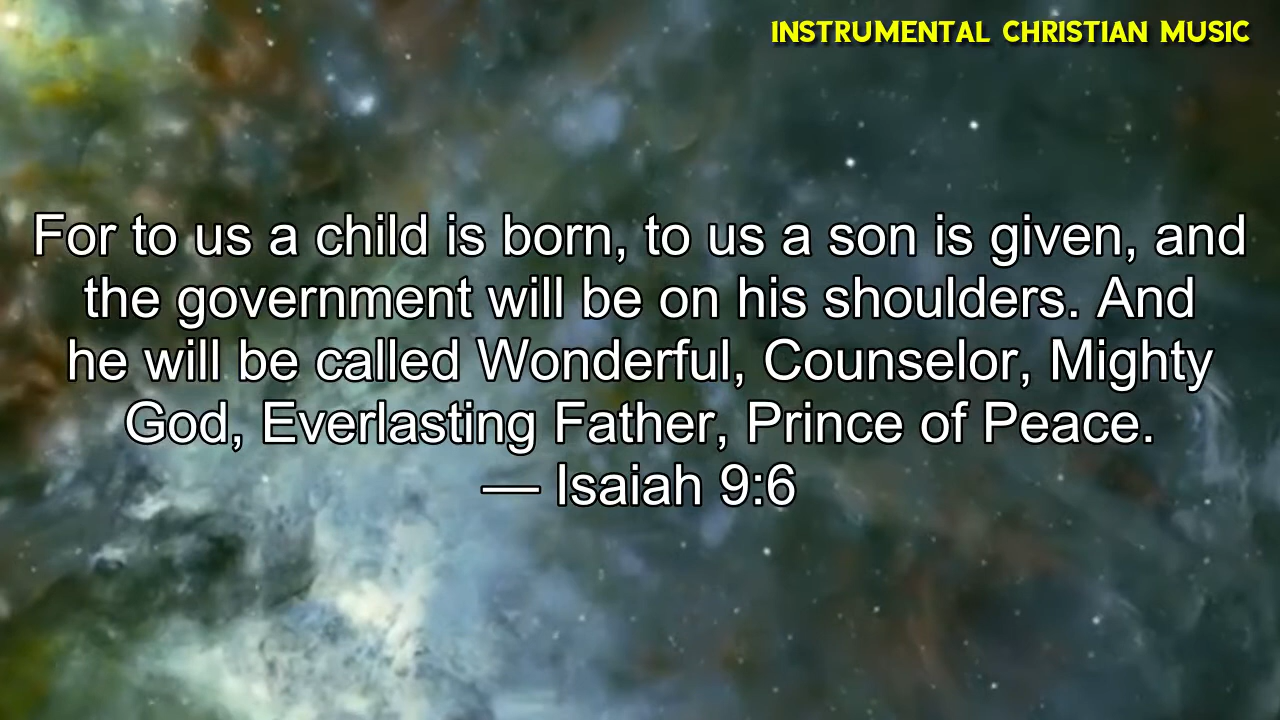 INSTRUMENTAL CHRISTIAN MUSIC
For to us a child is born, to us a son is given, and
the government will be on his shoulders. And
he will be called Wonderful, Counselor, Mighty
God, Everlasting Father, Prince of Peace.
— Isaiah 9:6